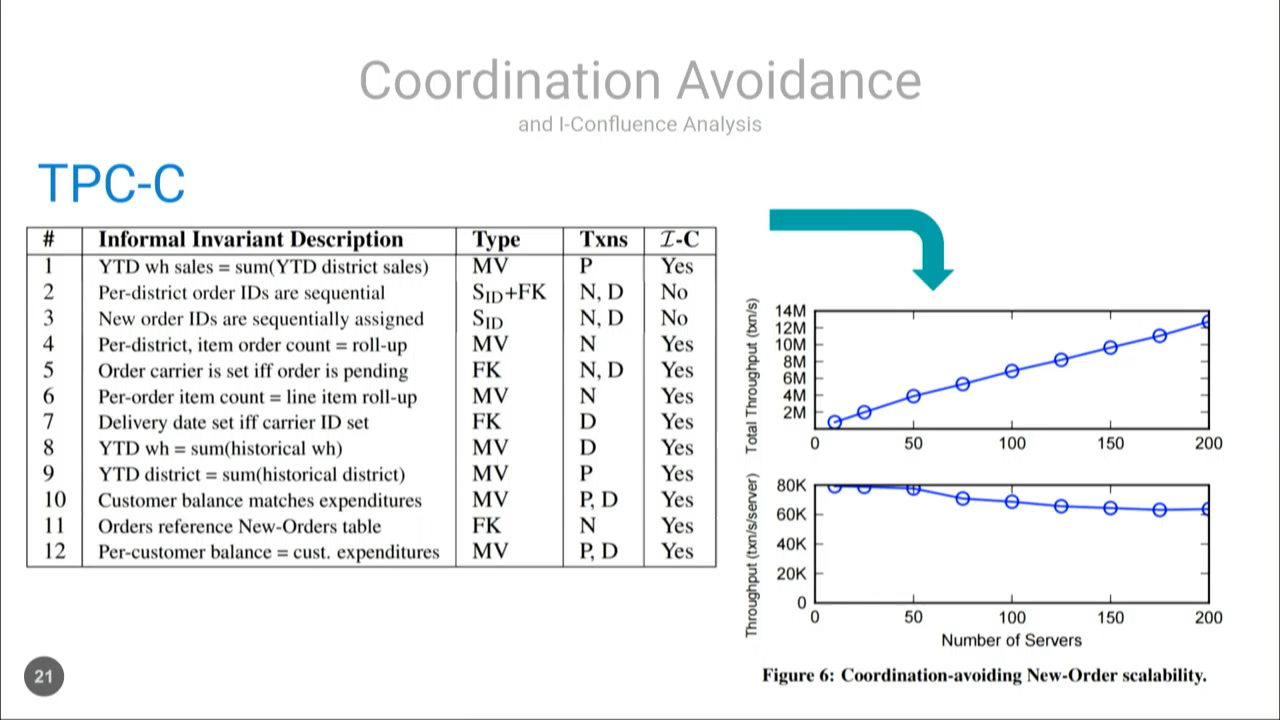 Coordination Avoidance
and I-Confluence Analysis
TPC-C
# Informal Invariant Description Type Txns I-C
1 YTD wh sales = sum(YTD district sales) MV P Yes
2 Per-district order IDs are sequential SID+FK N, D No
3 New order IDs are sequentially assigned SID N, D No
4 Per-district, item order count = roll-up MV N Yes
5 Order carrier is set iff order is pending FK N, D Yes
6 Per-order item count = line item roll-up MV N Yes
7 Delivery date set iff carrier ID set FK D Yes
8 YTD wh = sum(historical wh) MV D Yes
9 YTD district = sum(historical district) MV P Yes
10 Customer balance matches expenditures MV P, D Yes
11 Orders reference New-Orders table FK N Yes
12 Per-customer balance = cust. expenditures MV P, D Yes
Total Throughput (txn/s)
14M
12M
10M
8M
6M
4M
2M
0 50 100 150 200
Throughput (txn/s/server)
80K
60K
40K
20K
0
0 50 100 150 200
Number of Servers
Figure 6: Coordination-avoiding New-Order scalability.
21